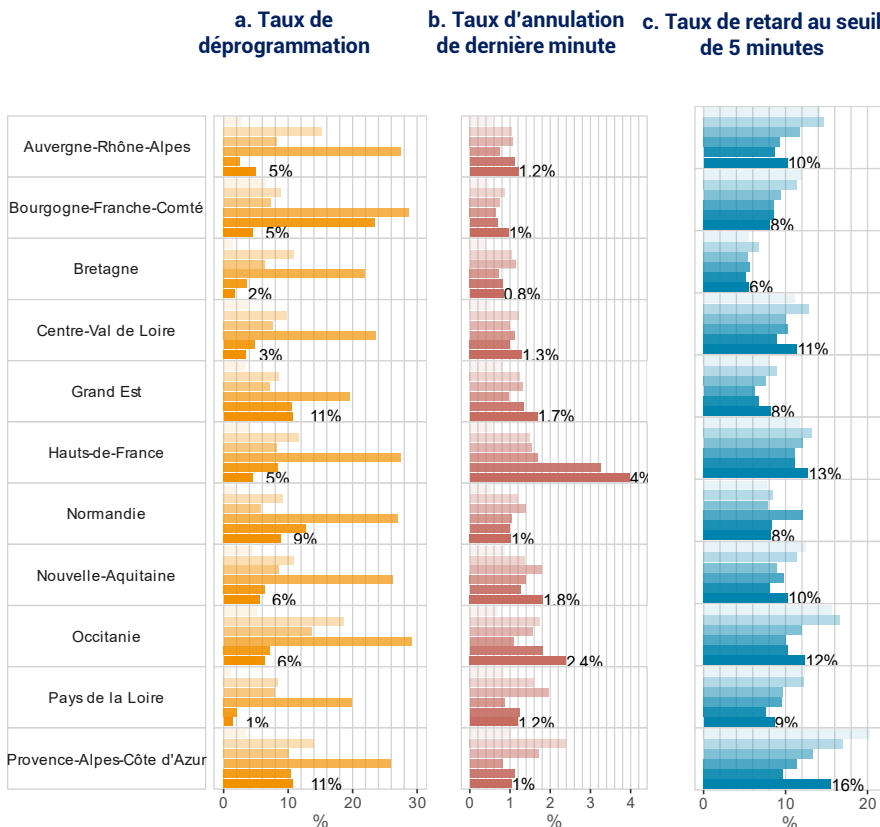 a. Taux de
déprogrammation
b. Taux d'annulation
de dernière minute
c. Taux de retard au seuil
de 5 minutes
Auvergne-Rhône-Alpes
5%
1.2%
10%
Bourgogne-Franche-Comté
5%
1%
8%
Bretagne
2%
0.8%
6%
Centre-Val de Loire
3%
1.3%
11%
Grand Est
11%
1.7%
8%
Hauts-de-France
5%
4%
13%
Normandie
9%
1%
8%
Nouvelle-Aquitaine
6%
1.8%
10%
Occitanie
6%
2.4%
12%
Pays de la Loire
1%
1.2%
9%
Provence-Alpes-Côte d'Azur
11%
1%
16%
0 10 20 30
%
0 1 2 3 4
%
0 10 20
%